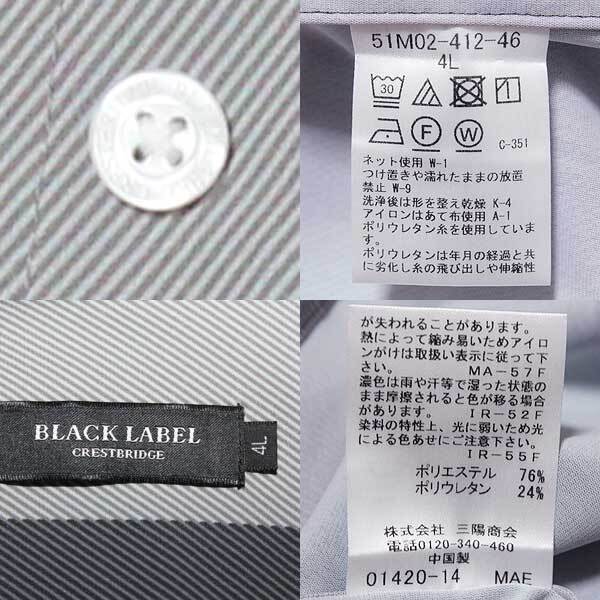 51M02-412-46
4L
30
F
W
C-351
ネット使用 W-1
つけ置きや濡れたままの放置
禁止 W-9
洗浄後は形を整え乾燥 K-4
アイロンはあて布使用 A-1
ポリウレタン糸を使用していま
す。
ポリウレタンは年月の経過と共
に劣化し糸の飛び出しや伸縮性
BLACK LABEL
CRESTBRIDGE
4L
が失われることがあります。
熱によって縮み易いためアイロ
ンがけは取扱い表示に従って下
さい。 MA-57F
濃色は雨や汗等で湿った状態の
まま摩擦されると色が移る場合
があります。 IR-52F
染料の特性上、光に弱いため光
による色あせにご注意下さい。
IR-55F
ポリエステル 76%
ポリウレタン 24%
株式会社 三陽商会
電話0120-340-460
中国製
01420-14 MAE